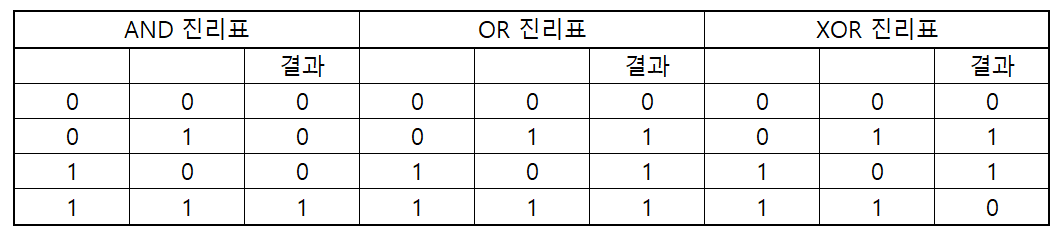 AND 진리표 OR 진리표 XOR 진리표
결과 결과 결과
0 0 0 0 0 0 0 0 0
0 1 0 0 1 1 0 1 1
1 0 0 1 0 1 1 0 1
1 1 1 1 1 1 1 1 0